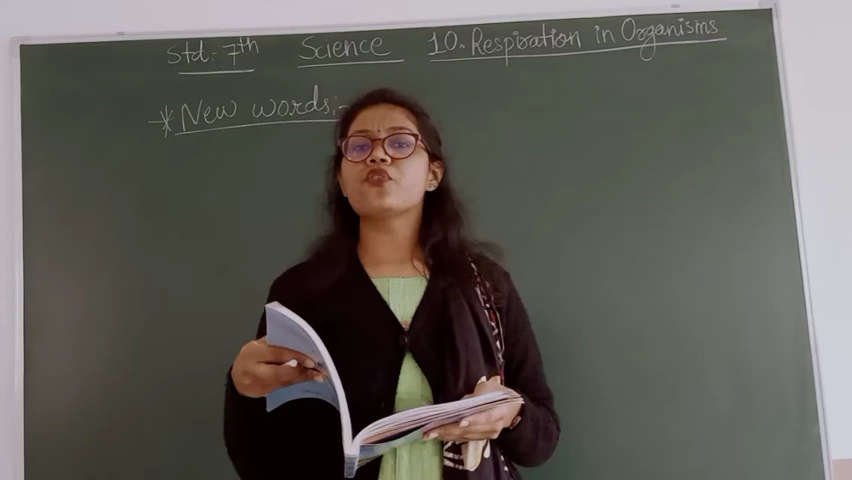 Std: 7th Science 10. Respiration in Organisms
* New words:-